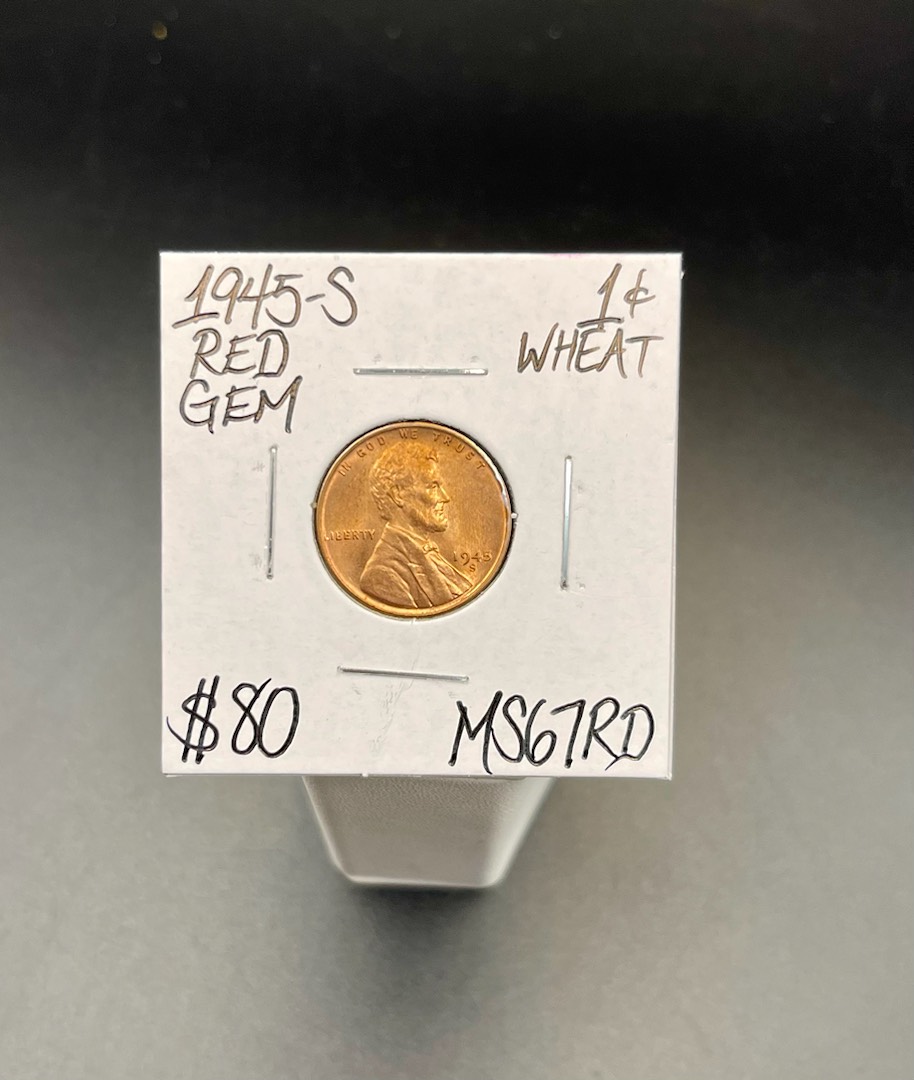 1945-S
RED
GEM
1¢
WHEAT
IN GOD WE TRUST
LIBERTY
1945
S
$80
MS67RD